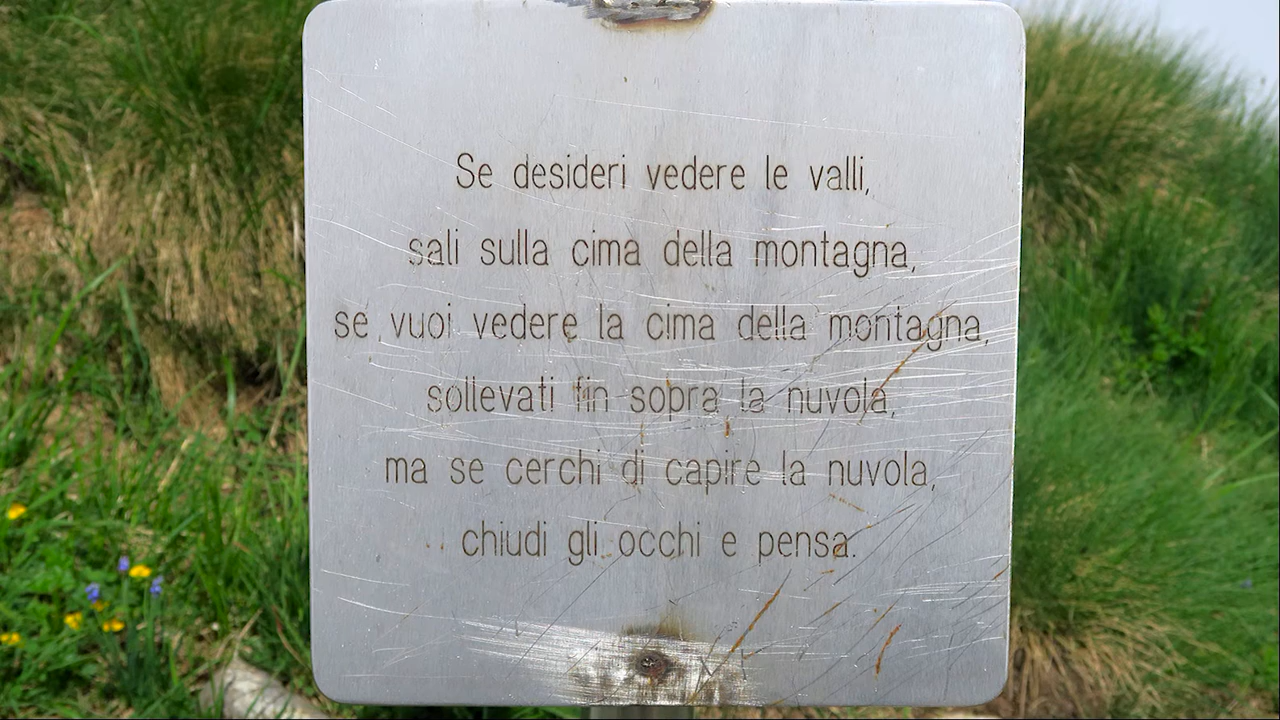 Se desideri vedere le valli,
sali sulla cima della montagna,
se vuoi vedere la cima della montagna,
sollevati fin sopra la nuvola,
ma se cerchi di capire la nuvola,
chiudi gli occhi e pensa.